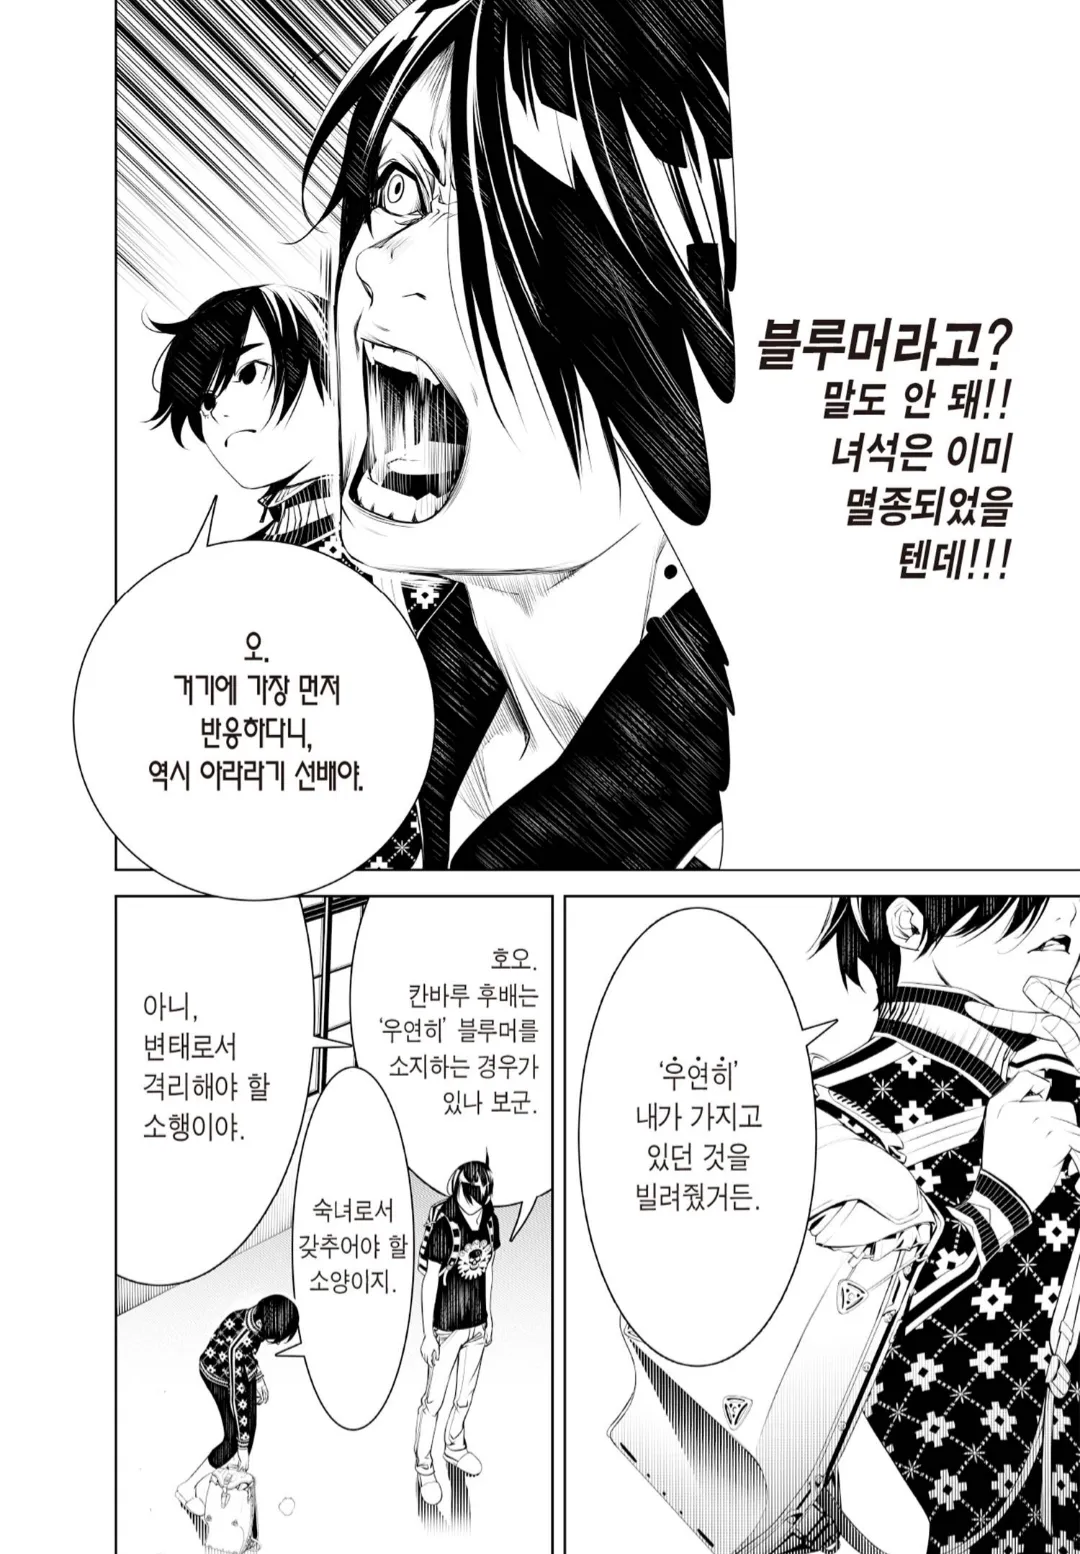 블루머라고?
말도 안 돼!!
녀석은 이미
멸종되었을
텐데!!!
오.
거기에 가장 먼저
반응하다니,
역시 아라라기 선배야.
'우연히'
내가 가지고
있던 것을
빌려줬거든.
호오.
칸바루 후배는
'우연히' 블루머를
소지하는 경우가
있나 보군.
숙녀로서
갖추어야 할
소양이지.
아니,
변태로서
격리해야 할
소행이야.